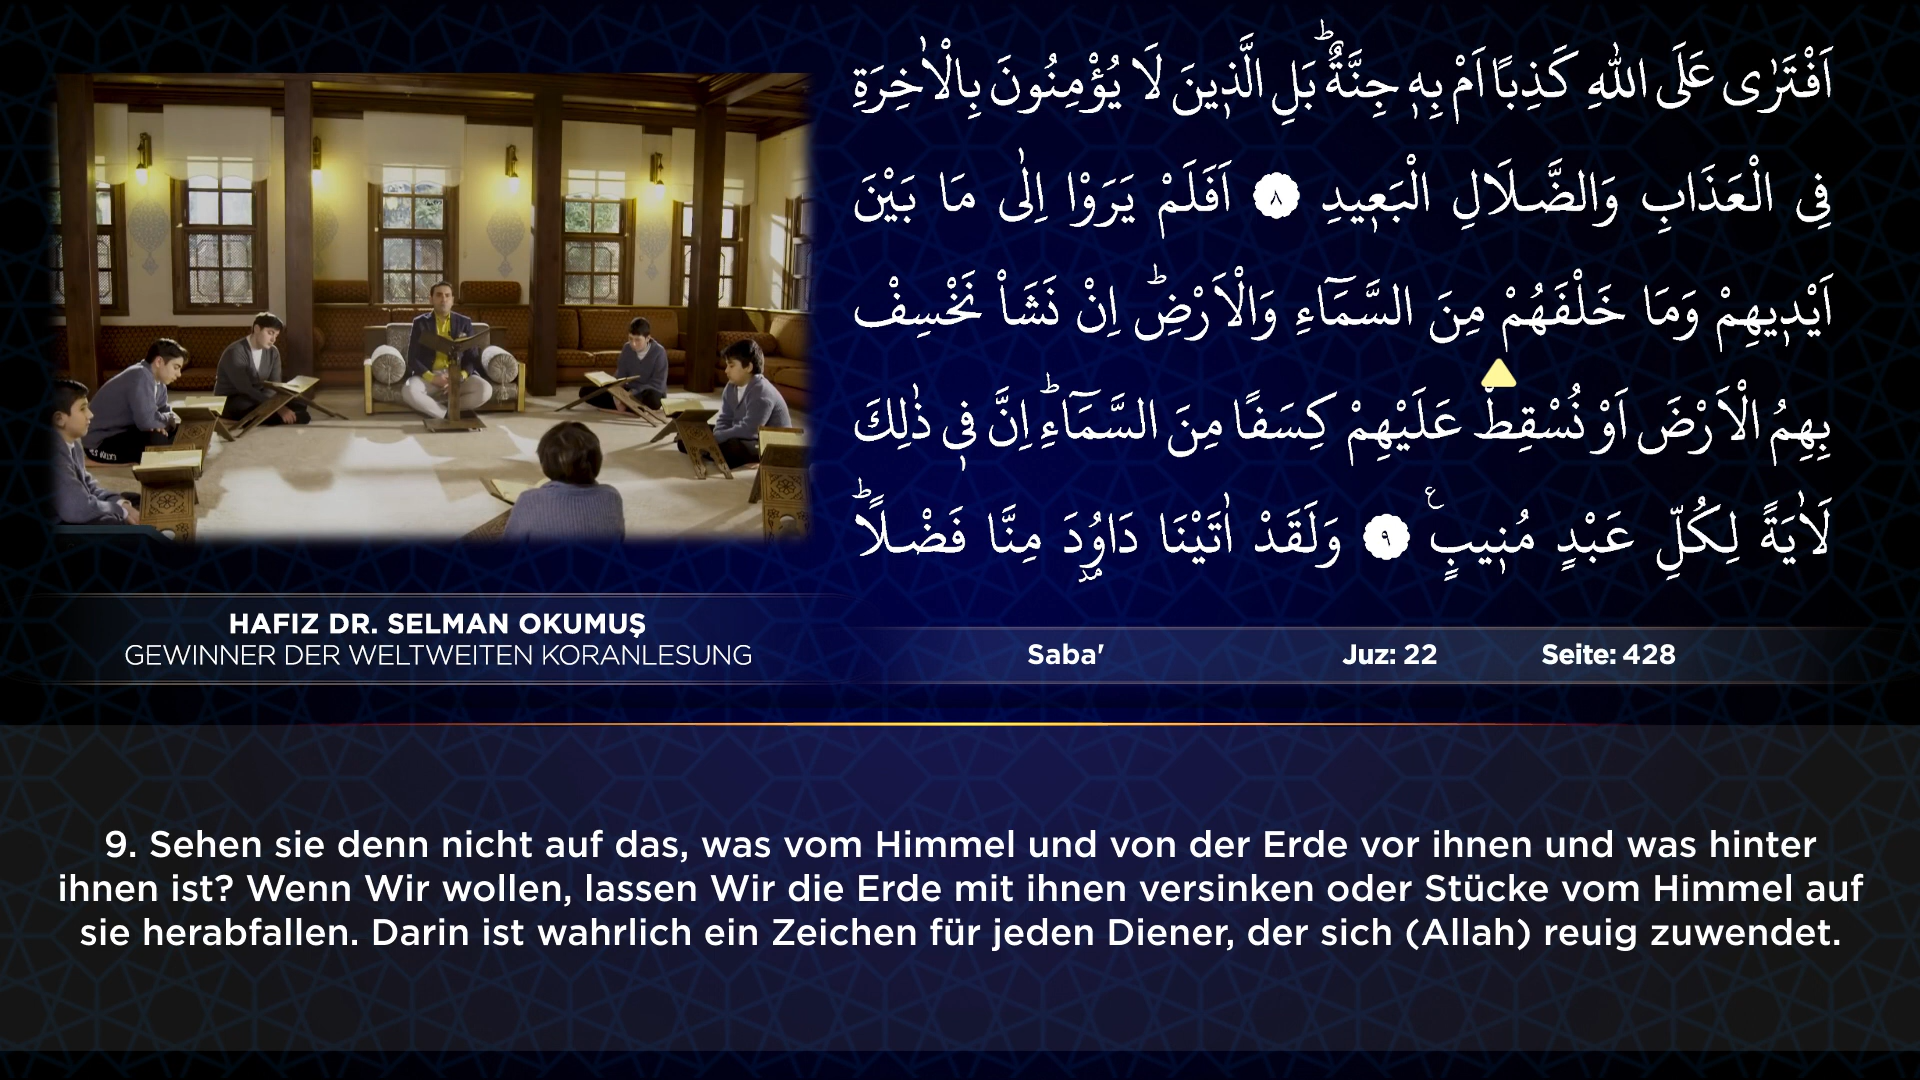 اَفْتَرٰى عَلَى اللّٰهِ كَذِبًا اَمْ بِهٖ جِنَّةٌؕ بَلِ الَّذٖينَ لَا يُؤْمِنُونَ بِالْاٰخِرَةِ
فِى الْعَذَابِ وَالضَّلَالِ الْبَعٖيدِ ﴿٨﴾ اَفَلَمْ يَرَوْا اِلٰى مَا بَيْنَ
اَيْدٖيهِمْ وَمَا خَلْفَهُمْ مِنَ السَّمَٓاءِ وَالْاَرْضِؕ اِنْ نَشَأْ نَخْسِفْ
بِهِمُ الْاَرْضَ اَوْ نُسْقِطْ عَلَيْهِمْ كِسَفًا مِنَ السَّمَٓاءِؕ اِنَّ فٖى ذٰلِكَ
لَاٰيَةً لِكُلِّ عَبْدٍ مُنٖيبٍࣖ ﴿٩﴾ وَلَقَدْ اٰتَيْنَا دَاوُ۫دَ مِنَّا فَضْلًاؕ
HAFIZ DR. SELMAN OKUMUŞ
GEWINNER DER WELTWEITEN KORANLESUNG
Saba' Juz: 22 Seite: 428
9. Sehen sie denn nicht auf das, was vom Himmel und von der Erde vor ihnen und was hinter
ihnen ist? Wenn Wir wollen, lassen Wir die Erde mit ihnen versinken oder Stücke vom Himmel auf
sie herabfallen. Darin ist wahrlich ein Zeichen für jeden Diener, der sich (Allah) reuig zuwendet.